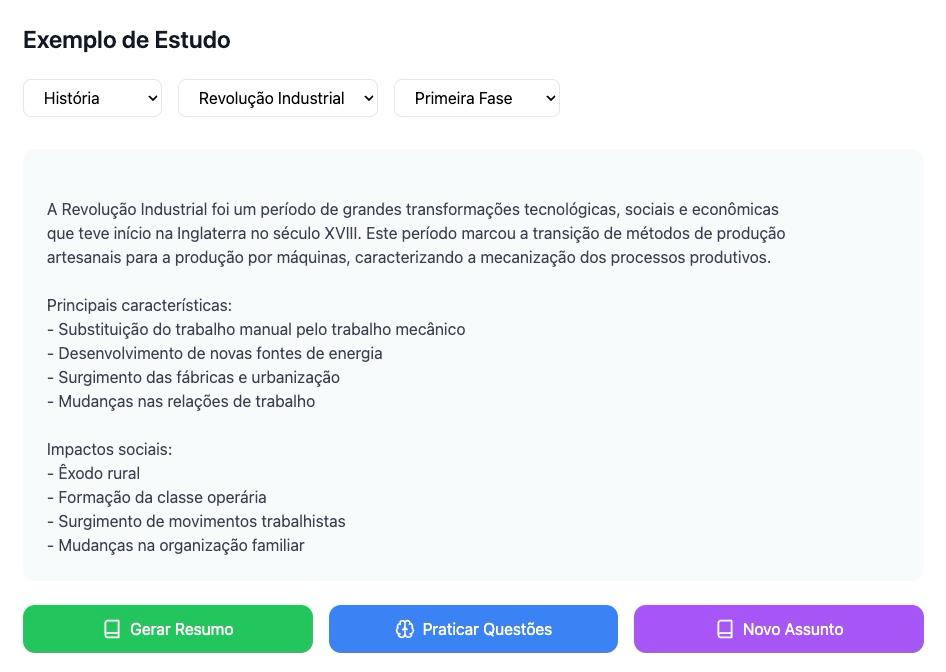 Exemplo de Estudo
História
Revolução Industrial
Primeira Fase
A Revolução Industrial foi um período de grandes transformações tecnológicas, sociais e econômicas
que teve início na Inglaterra no século XVIII. Este período marcou a transição de métodos de produção
artesanais para a produção por máquinas, caracterizando a mecanização dos processos produtivos.
Principais características:
- Substituição do trabalho manual pelo trabalho mecânico
- Desenvolvimento de novas fontes de energia
- Surgimento das fábricas e urbanização
- Mudanças nas relações de trabalho
Impactos sociais:
- Êxodo rural
- Formação da classe operária
- Surgimento de movimentos trabalhistas
- Mudanças na organização familiar
Gerar Resumo
Praticar Questões
Novo Assunto